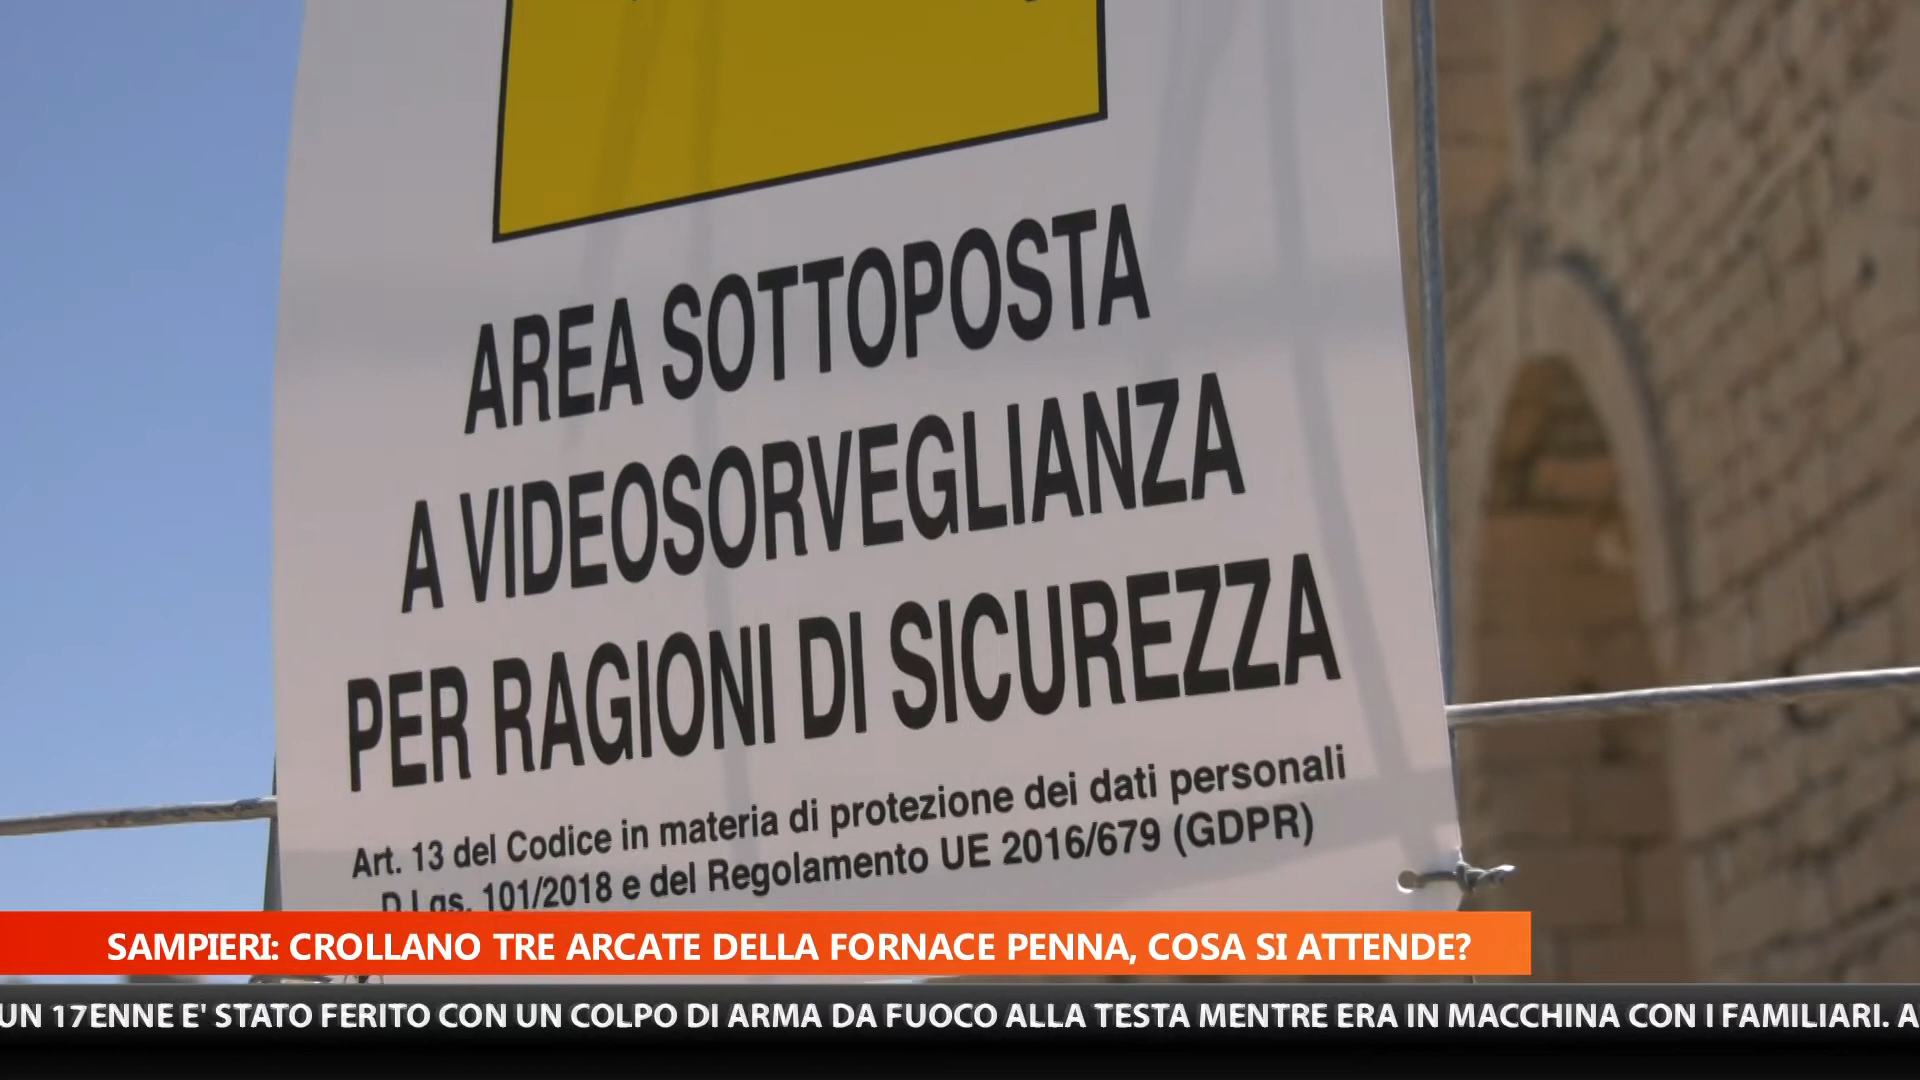 AREA SOTTOPOSTA
A VIDEOSORVEGLIANZA
PER RAGIONI DI SICUREZZA
Art. 13 del Codice in materia di protezione dei dati personali
D.Lgs. 101/2018 e del Regolamento UE 2016/679 (GDPR)
SAMPIERI: CROLLANO TRE ARCATE DELLA FORNACE PENNA, COSA SI ATTENDE?
UN 17ENNE E' STATO FERITO CON UN COLPO DI ARMA DA FUOCO ALLA TESTA MENTRE ERA IN MACCHINA CON I FAMILIARI. A